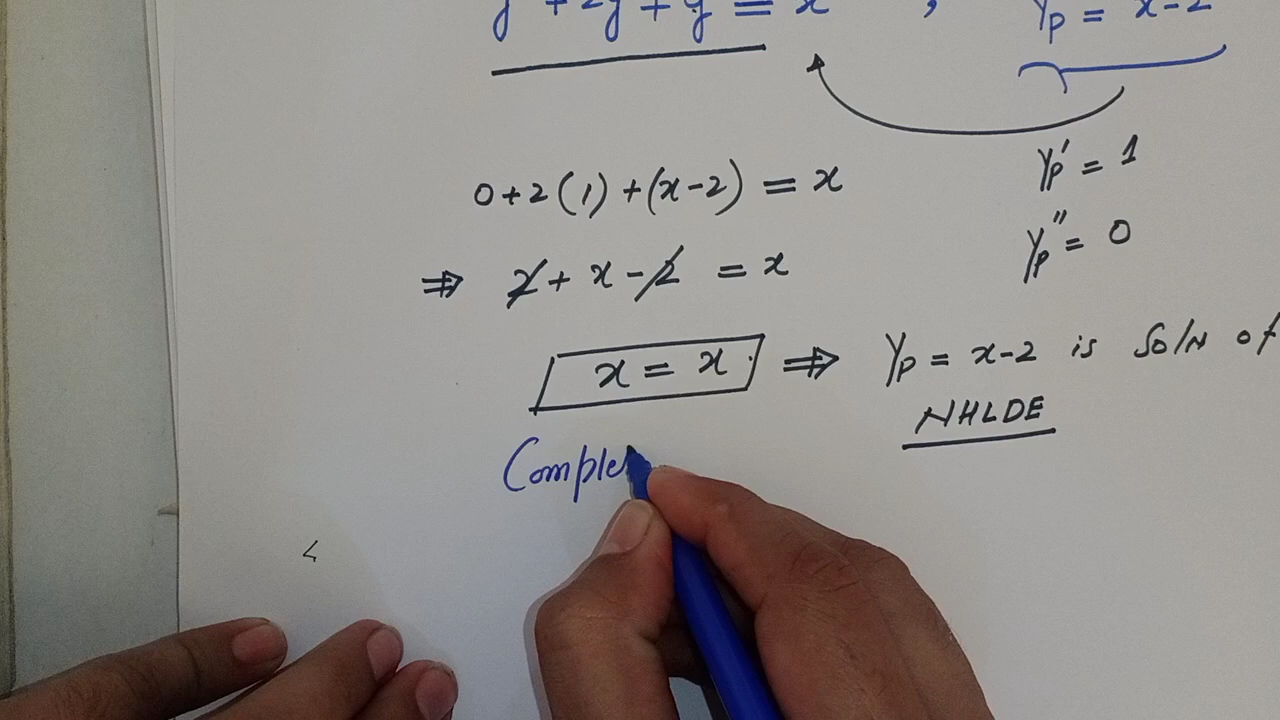 y + 2y + y = x , Yp = x-2
Yp' = 1
0+2(1)+(x-2) = x
Yp'' = 0
⇒ 2 + x - 2 = x
x = x ⇒ Yp = x-2 is Soln of
NHLDE
Comple